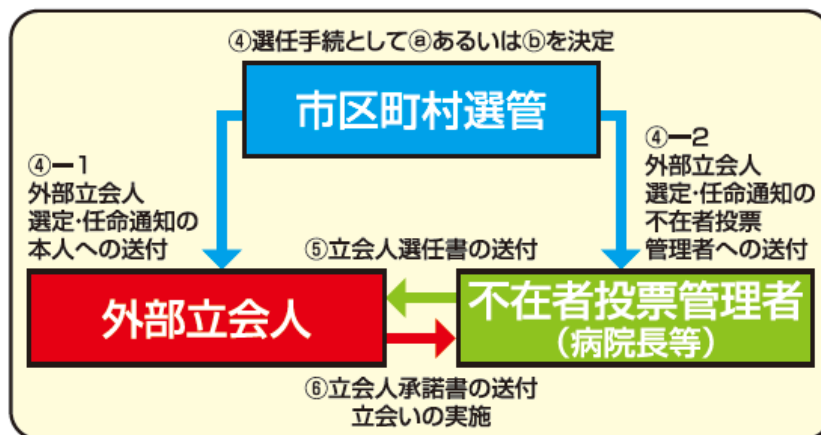 ④選任手続としてⓐあるいはⓑを決定
市区町村選管
④ー1
外部立会人
選定・任命通知の
本人への送付
④ー2
外部立会人
選定・任命通知の
不在者投票
管理者への送付
⑤立会人選任書の送付
外部立会人
不在者投票管理者
（病院長等）
⑥立会人承諾書の送付
立会いの実施